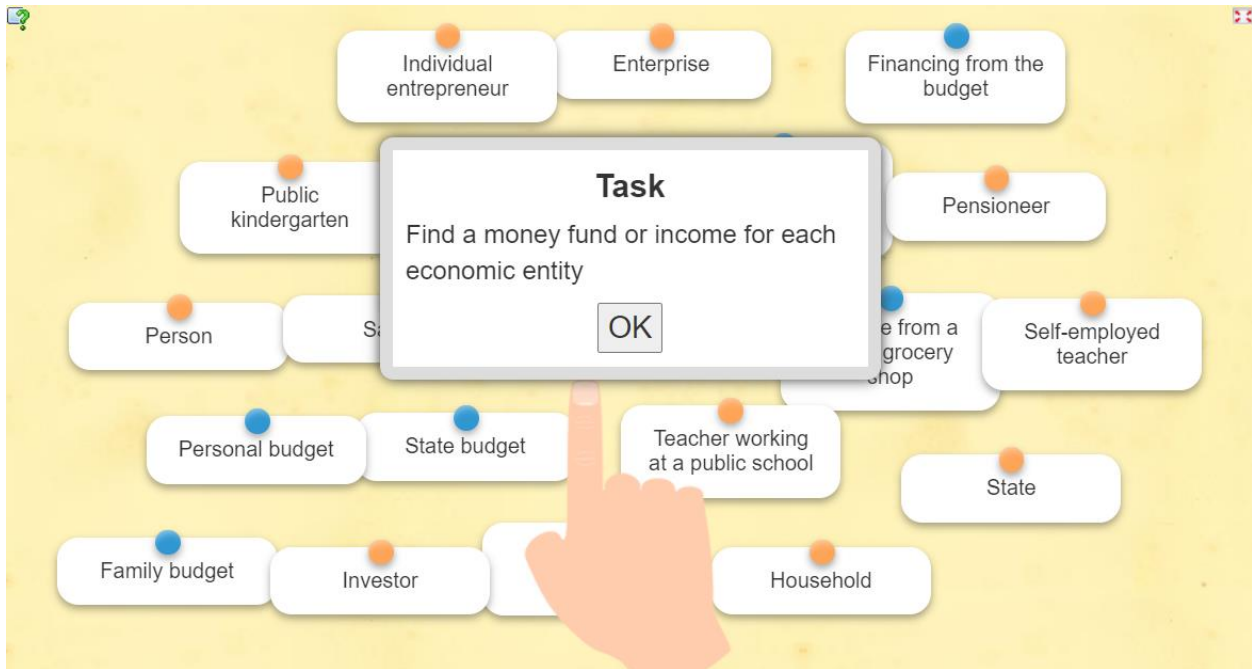 Individual
entrepreneur
Enterprise
Financing from the
budget
Public
kindergarten
Task
Find a money fund or income for each
economic entity
OK
Pensioneer
Person
from a
grocery
shop
Self-employed
teacher
Personal budget
State budget
Teacher working
at a public school
State
Family budget
Investor
Household